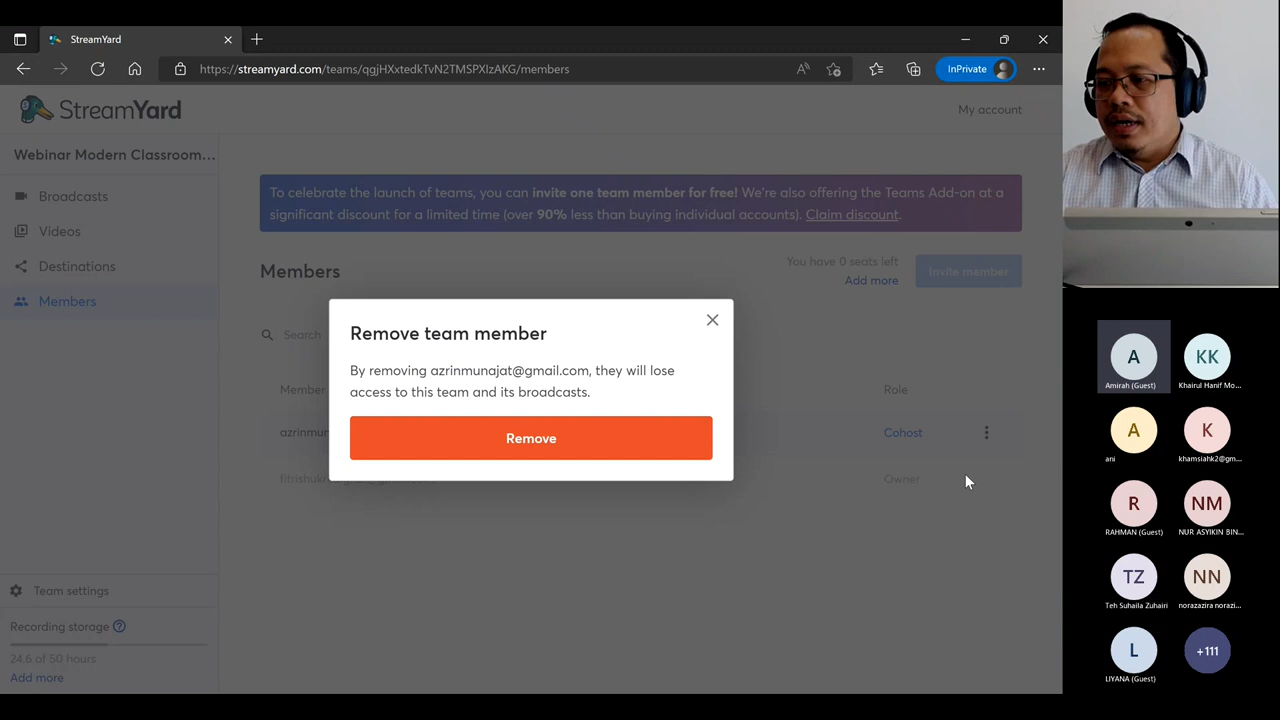 StreamYard
https://streamyard.com/teams/qgjHXxtedkTvN2TMSPXIzAKG/members
InPrivate
StreamYard
My account
Webinar Modern Classroom...
Broadcasts
Videos
Destinations
Members
Team settings
Recording storage
24.6 of 50 hours
Add more
To celebrate the launch of teams, you can invite one team member for free! We're also offering the Teams Add-on at a
significant discount for a limited time (over 90% less than buying individual accounts). Claim discount.
Members
You have 0 seats left
Add more
Invite member
Search
Member
Role
azrinmun
Cohost
Owner
Remove team member
By removing azrinmunajat@gmail.com, they will lose
access to this team and its broadcasts.
Remove
A
Amirah (Guest)
KK
Khairul Hanif Mo...
A
ani
K
khamsiahk2@gm...
R
RAHMAN (Guest)
NM
NUR ASYIKIN BIN...
TZ
Teh Suhaila Zuhairi
NN
norazazira norazi...
L
LIYANA (Guest)
+111